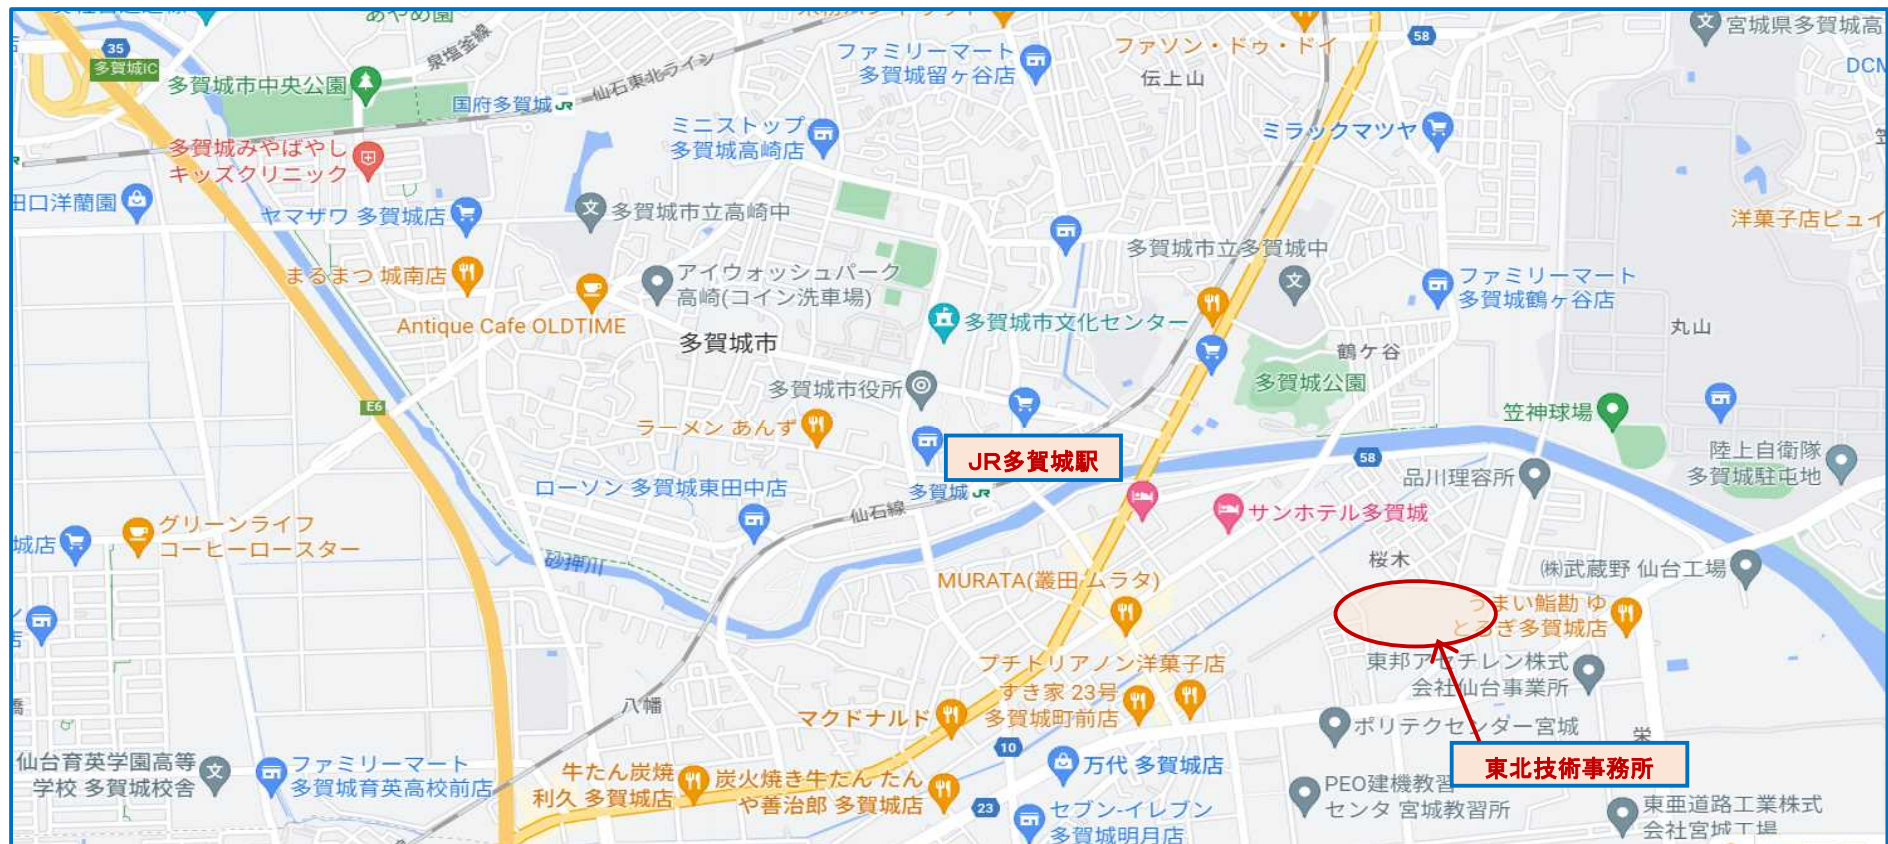 あやめ園
35
多賀城IC
泉塩釜線
多賀城市中央公園
国府多賀城
JR
仙石東北ライン
ファミリーマート
多賀城留ヶ谷店
ファソン・ドゥ・ドイ
58
伝上山
宮城県多賀城高
DCM
多賀城みやばやし
キッズクリニック
ミニストップ
多賀城高崎店
ミラックマツヤ
田口洋蘭園
ヤマザワ 多賀城店
多賀城市立高崎中
洋菓子店ピュイ
まるまつ 城南店
アイウォッシュパーク
高崎(コイン洗車場)
多賀城市立多賀城中
ファミリーマート
多賀城鶴ヶ谷店
Antique Cafe OLDTIME
多賀城市
多賀城市文化センター
丸山
鶴ケ谷
多賀城市役所
多賀城公園
E6
ラーメン あんず
笠神球場
JR多賀城駅
58
陸上自衛隊
多賀城駐屯地
品川理容所
ローソン 多賀城東田中店
多賀城
JR
仙石線
サンホテル多賀城
グリーンライフ
コーヒーロースター
城店
砂押川
桜木
㈱武蔵野 仙台工場
MURATA(叢田 ムラタ)
うまい鮨勘 ゆ
とろぎ多賀城店
プチトリアノン洋菓子店
東邦アセチレン株式
会社仙台事業所
すき家 23号
多賀城町前店
八幡
マクドナルド
ポリテクセンター宮城
栄
10
東北技術事務所
仙台育英学園高等
学校 多賀城校舎
ファミリーマート
多賀城育英高校前店
牛たん炭焼
利久 多賀城店
炭火焼き牛たん たん
や善治郎 多賀城店
万代 多賀城店
23
セブン-イレブン
多賀城明月店
PEO建機教習
センタ 宮城教習所
東亜道路工業株式
会社宮城工場